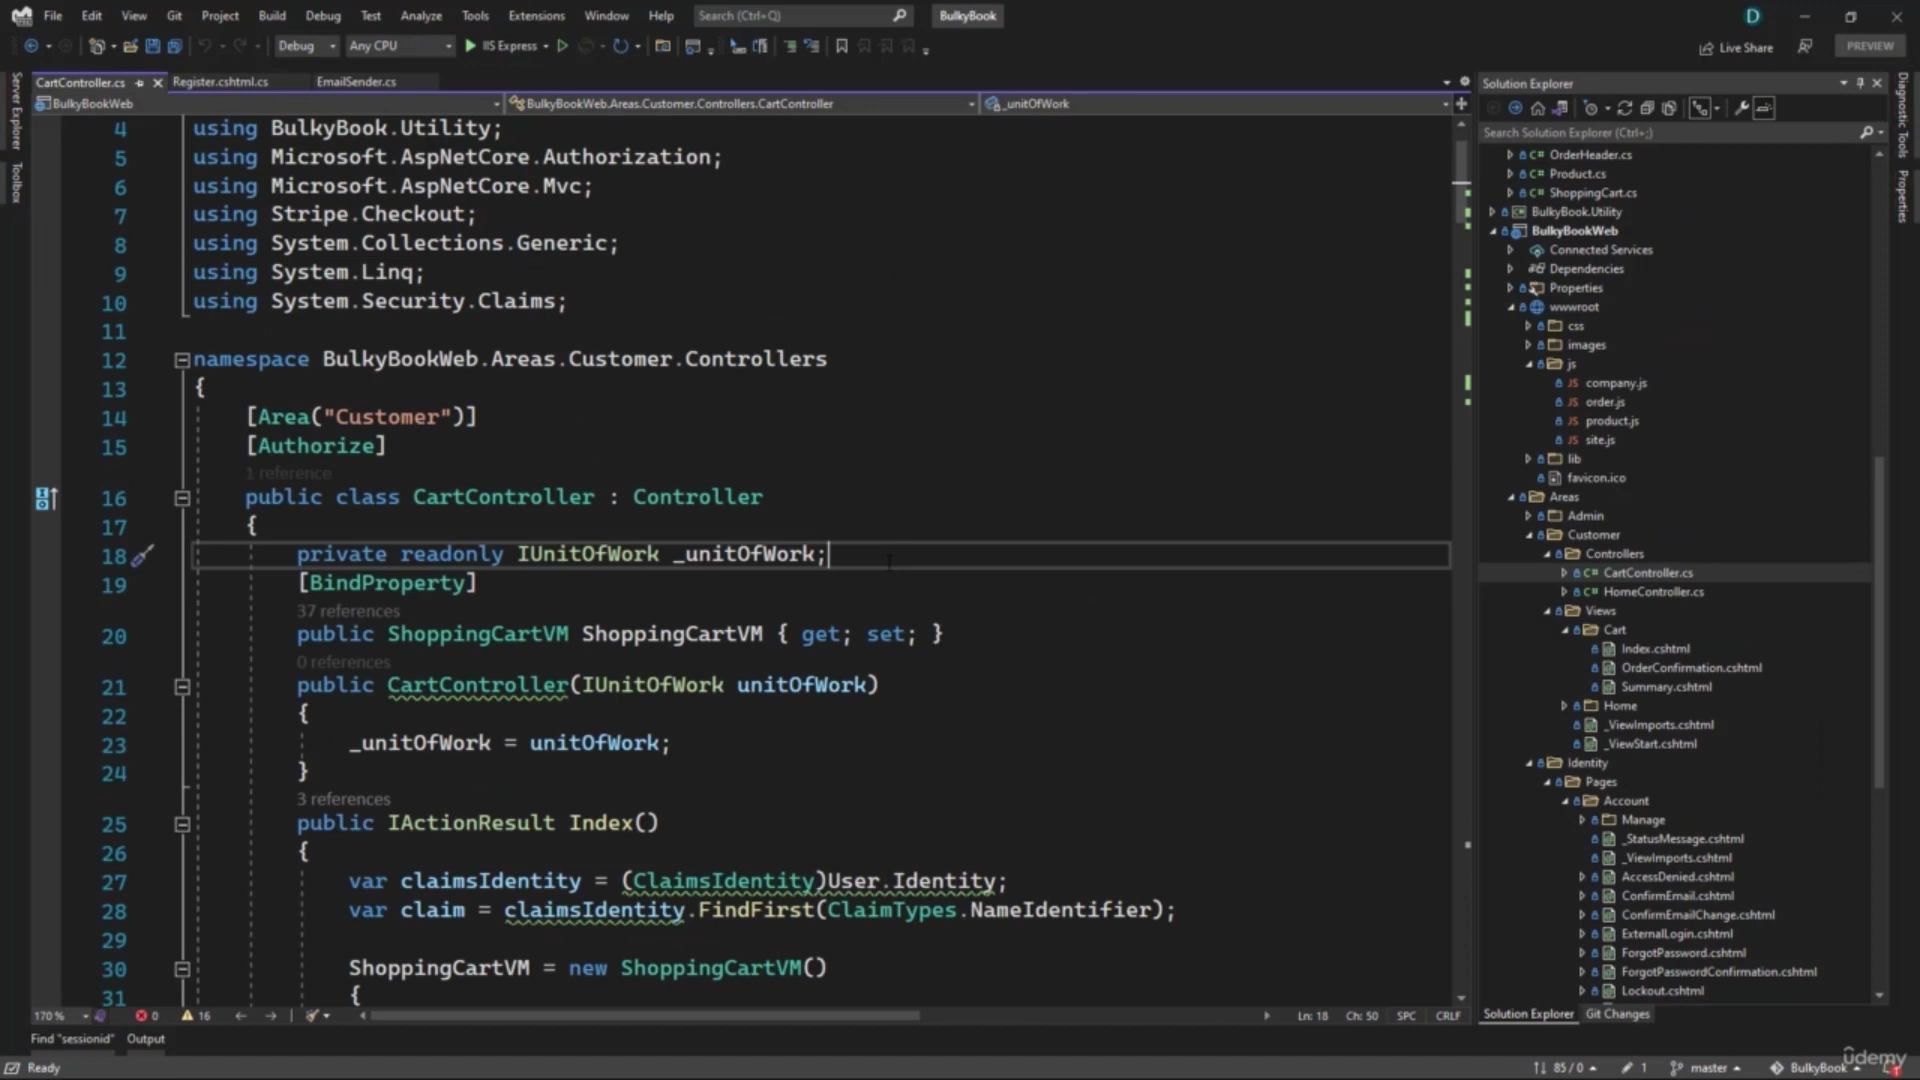 File Edit View Git Project Build Debug Test Analyze Tools Extensions Window Help Search (Ctrl+Q) BulkyBook D
Debug Any CPU IIS Express Live Share PREVIEW
CartController.cs Register.cshtml.cs EmailSender.cs
BulkyBookWeb BulkyBookWeb.Areas.Customer.Controllers.CartController _unitOfWork
Server Explorer
Toolbox
4 using BulkyBook.Utility;
5 using Microsoft.AspNetCore.Authorization;
6 using Microsoft.AspNetCore.Mvc;
7 using Stripe.Checkout;
8 using System.Collections.Generic;
9 using System.Linq;
10 using System.Security.Claims;
11
12 namespace BulkyBookWeb.Areas.Customer.Controllers
13 {
14 [Area("Customer")]
15 [Authorize]
1 reference
16 public class CartController : Controller
17 {
18 private readonly IUnitOfWork _unitOfWork;
19 [BindProperty]
37 references
20 public ShoppingCartVM ShoppingCartVM { get; set; }
0 references
21 public CartController(IUnitOfWork unitOfWork)
22 {
23 _unitOfWork = unitOfWork;
24 }
3 references
25 public IActionResult Index()
26 {
27 var claimsIdentity = (ClaimsIdentity)User.Identity;
28 var claim = claimsIdentity.FindFirst(ClaimTypes.NameIdentifier);
29
30 ShoppingCartVM = new ShoppingCartVM()
31 {
170 % 0 16 Ln: 18 Ch: 50 SPC CRLF
Find "sessionid" Output
Solution Explorer
Search Solution Explorer (Ctrl+;)
C# OrderHeader.cs
C# Product.cs
C# ShoppingCart.cs
BulkyBook.Utility
BulkyBookWeb
Connected Services
Dependencies
Properties
wwwroot
css
images
js
JS company.js
JS order.js
JS product.js
JS site.js
lib
favicon.ico
Areas
Admin
Customer
Controllers
C# CartController.cs
C# HomeController.cs
Views
Cart
Index.cshtml
OrderConfirmation.cshtml
Summary.cshtml
Home
_ViewImports.cshtml
_ViewStart.cshtml
Identity
Pages
Account
Manage
_StatusMessage.cshtml
_ViewImports.cshtml
AccessDenied.cshtml
ConfirmEmail.cshtml
ConfirmEmailChange.cshtml
ExternalLogin.cshtml
ForgotPassword.cshtml
ForgotPasswordConfirmation.cshtml
Lockout.cshtml
Solution Explorer Git Changes
Diagnostic Tools
Properties
Ready 85 / 0 1 master BulkyBook
udemy